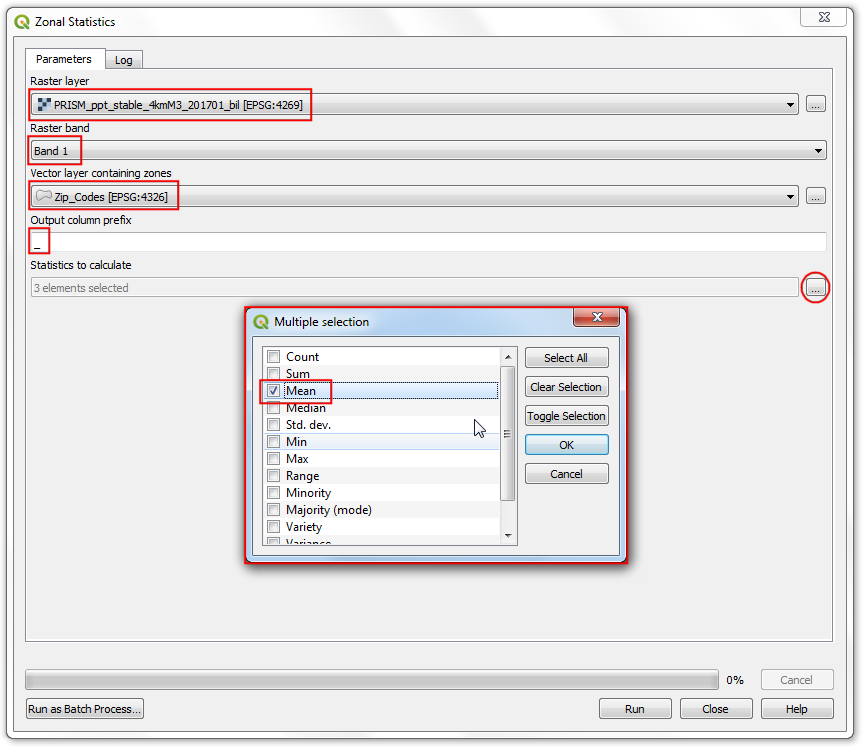 Zonal Statistics
Parameters
Log
Raster layer
PRISM_ppt_stable_4kmM3_201701_bil [EPSG:4269]
...
Raster band
Band 1
Vector layer containing zones
Zip_Codes [EPSG:4326]
...
Output column prefix
_
Statistics to calculate
3 elements selected
...
Multiple selection
Count
Sum
Mean
Median
Std. dev.
Min
Max
Range
Minority
Majority (mode)
Variety
Variance
Select All
Clear Selection
Toggle Selection
OK
Cancel
0%
Cancel
Run as Batch Process...
Run
Close
Help